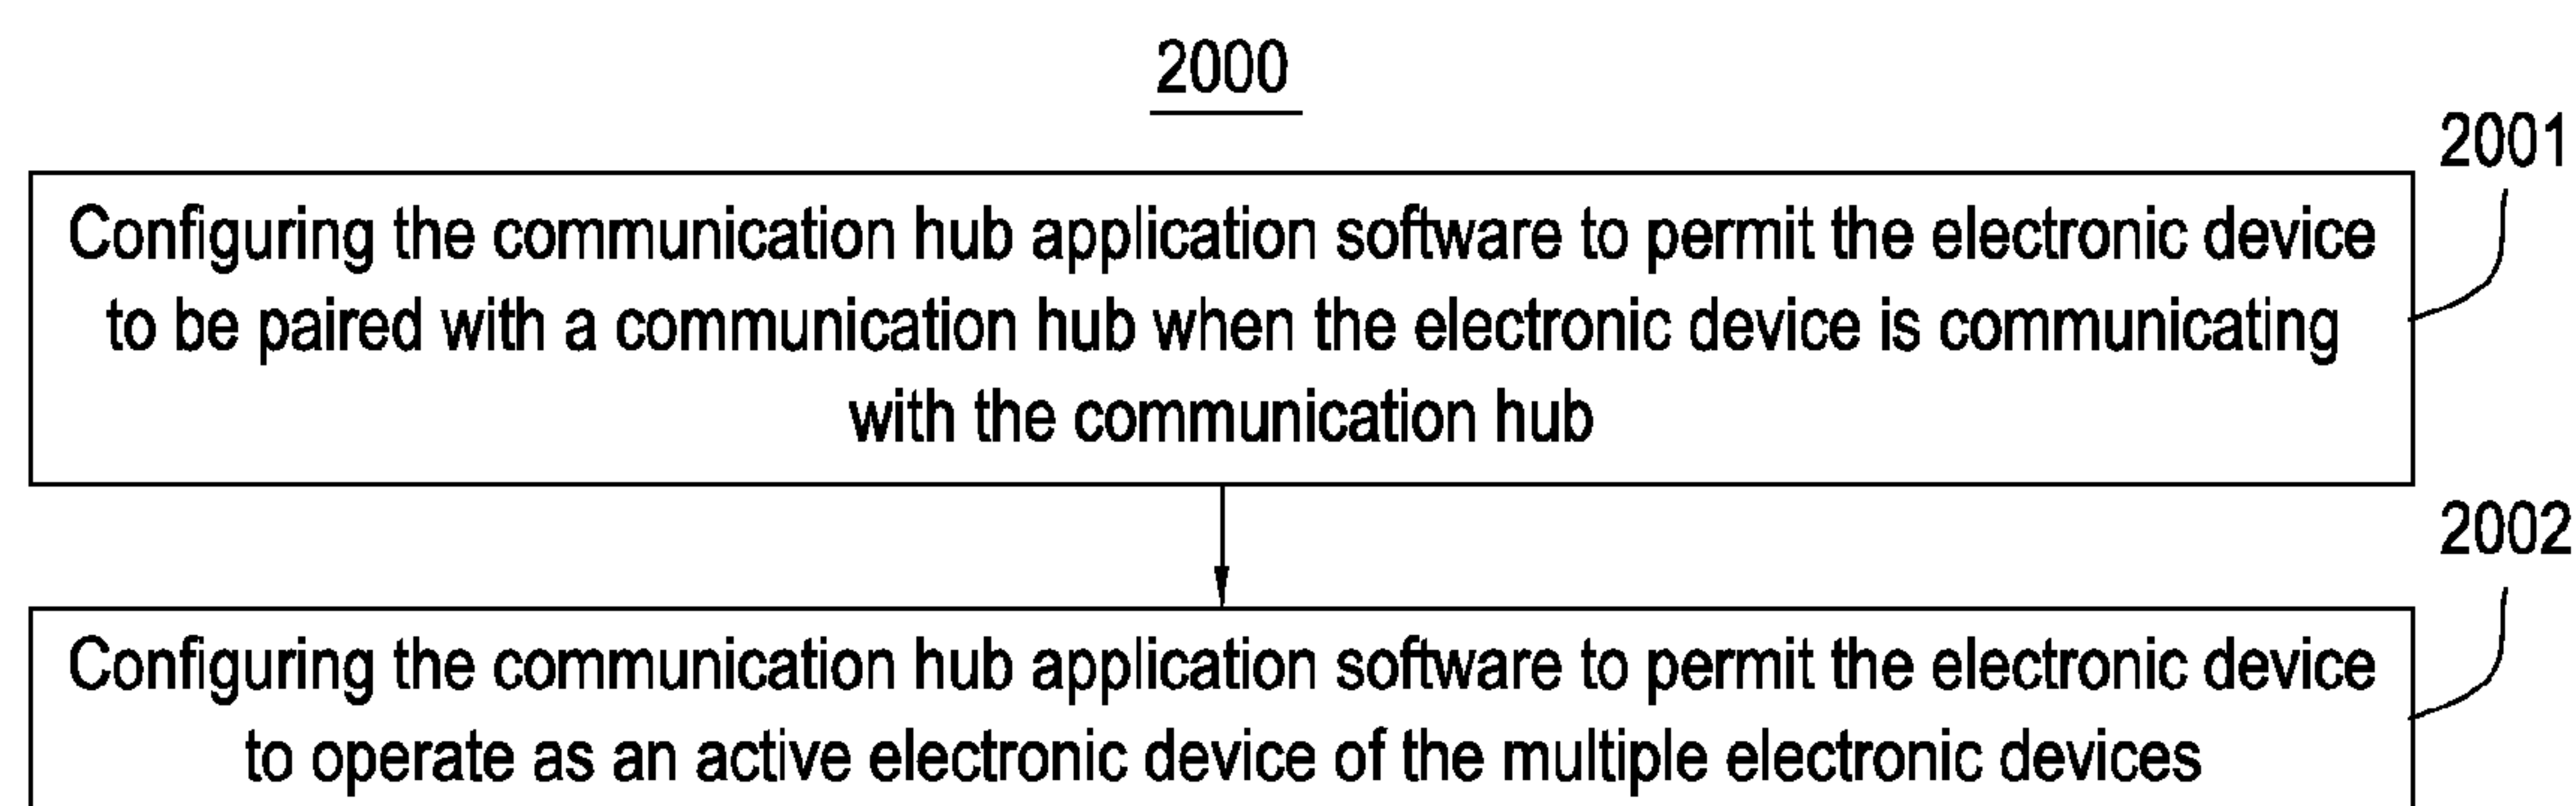 2000
2001
Configuring the communication hub application software to permit the electronic device
to be paired with a communication hub when the electronic device is communicating
with the communication hub
2002
Configuring the communication hub application software to permit the electronic device
to operate as an active electronic device of the multiple electronic devices